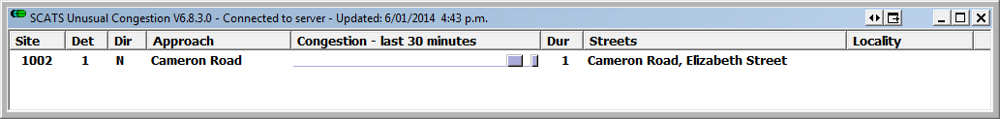 SCATS Unusual Congestion V6.8.3.0 - Connected to server - Updated: 6/01/2014 4:43 p.m.
Site Det Dir Approach Congestion - last 30 minutes Dur Streets Locality
1002 1 N Cameron Road 1 Cameron Road, Elizabeth Street